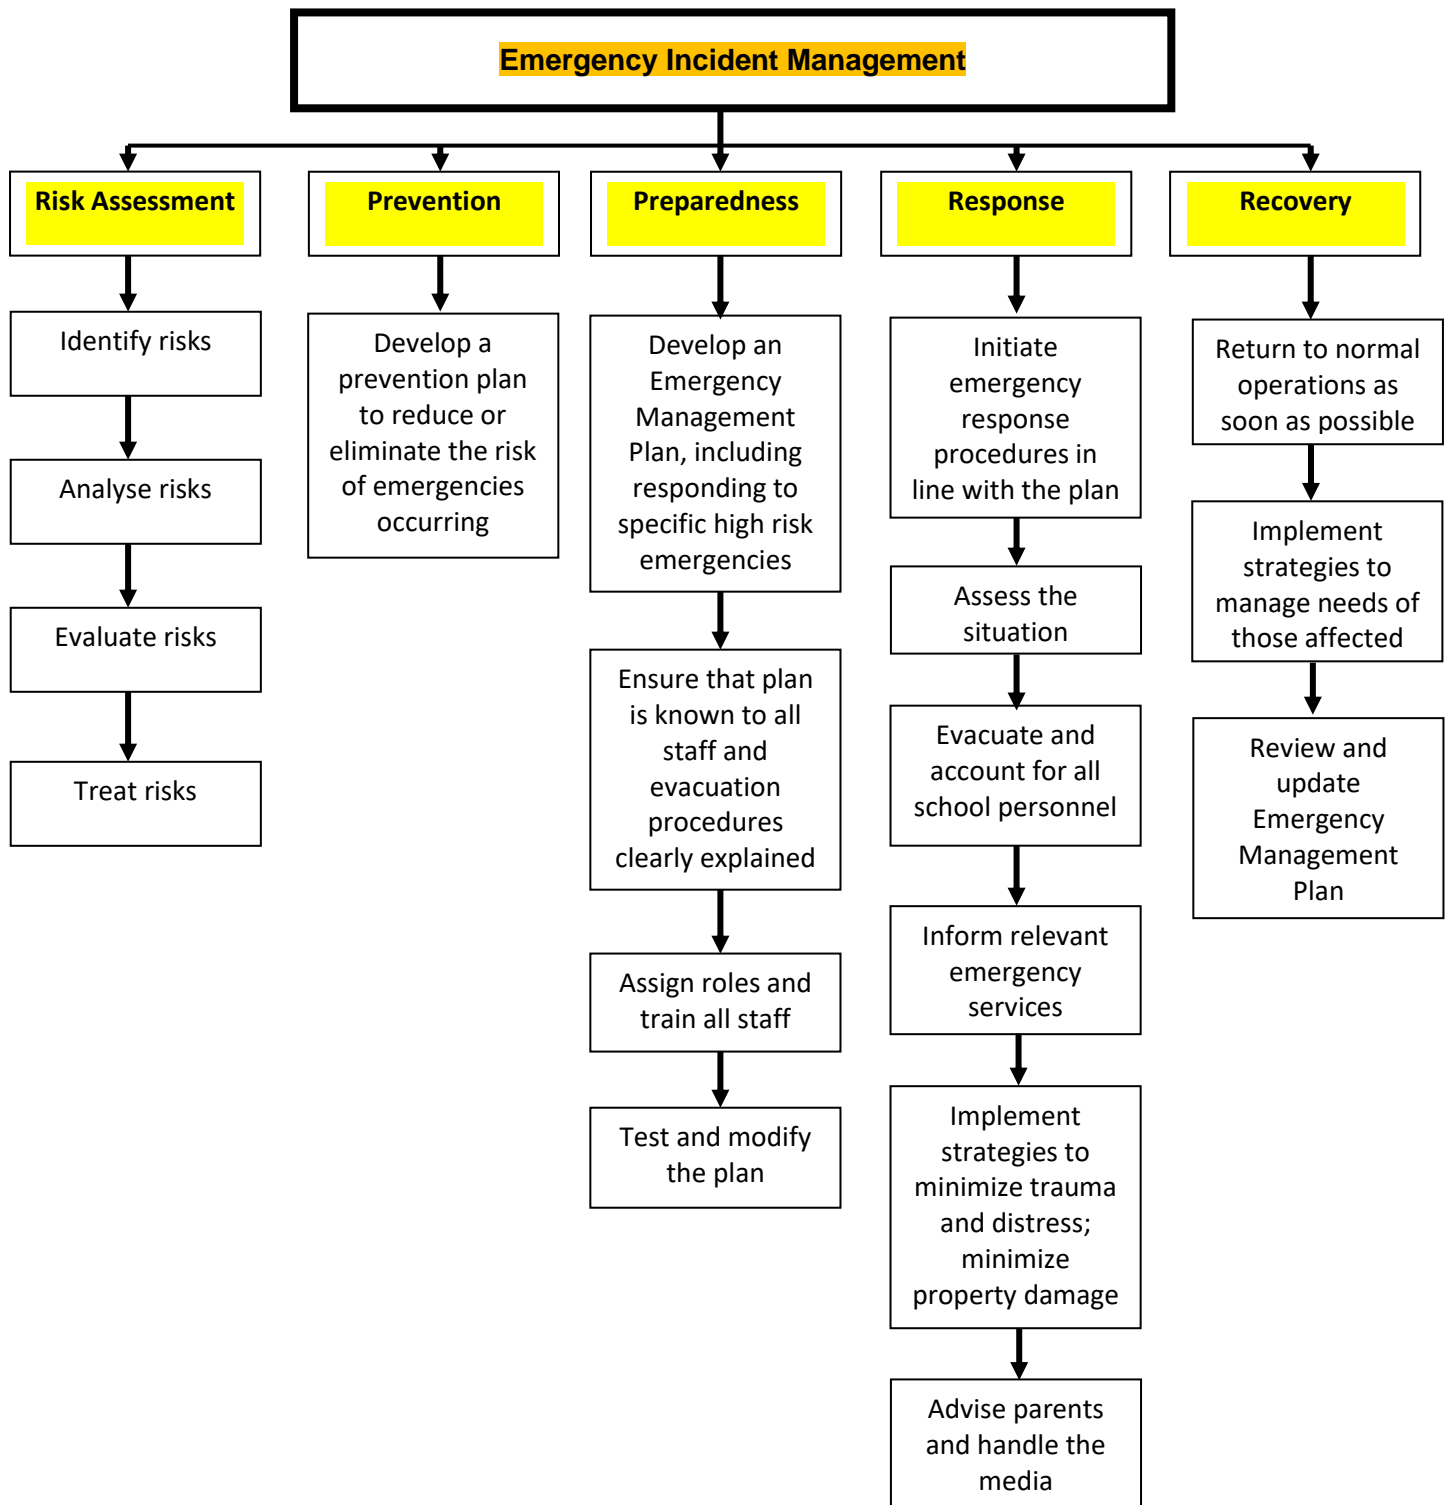 Emergency Incident Management
Risk Assessment
Identify risks
Analyse risks
Evaluate risks
Treat risks
Prevention
Develop a
prevention plan
to reduce or
eliminate the risk
of emergencies
occurring
Preparedness
Develop an
Emergency
Management
Plan, including
responding to
specific high risk
emergencies
Ensure that plan
is known to all
staff and
evacuation
procedures
clearly explained
Assign roles and
train all staff
Test and modify
the plan
Response
Initiate
emergency
response
procedures in
line with the plan
Assess the
situation
Evacuate and
account for all
school personnel
Inform relevant
emergency
services
Implement
strategies to
minimize trauma
and distress;
minimize
property damage
Advise parents
and handle the
media
Recovery
Return to normal
operations as
soon as possible
Implement
strategies to
manage needs of
those affected
Review and
update
Emergency
Management
Plan